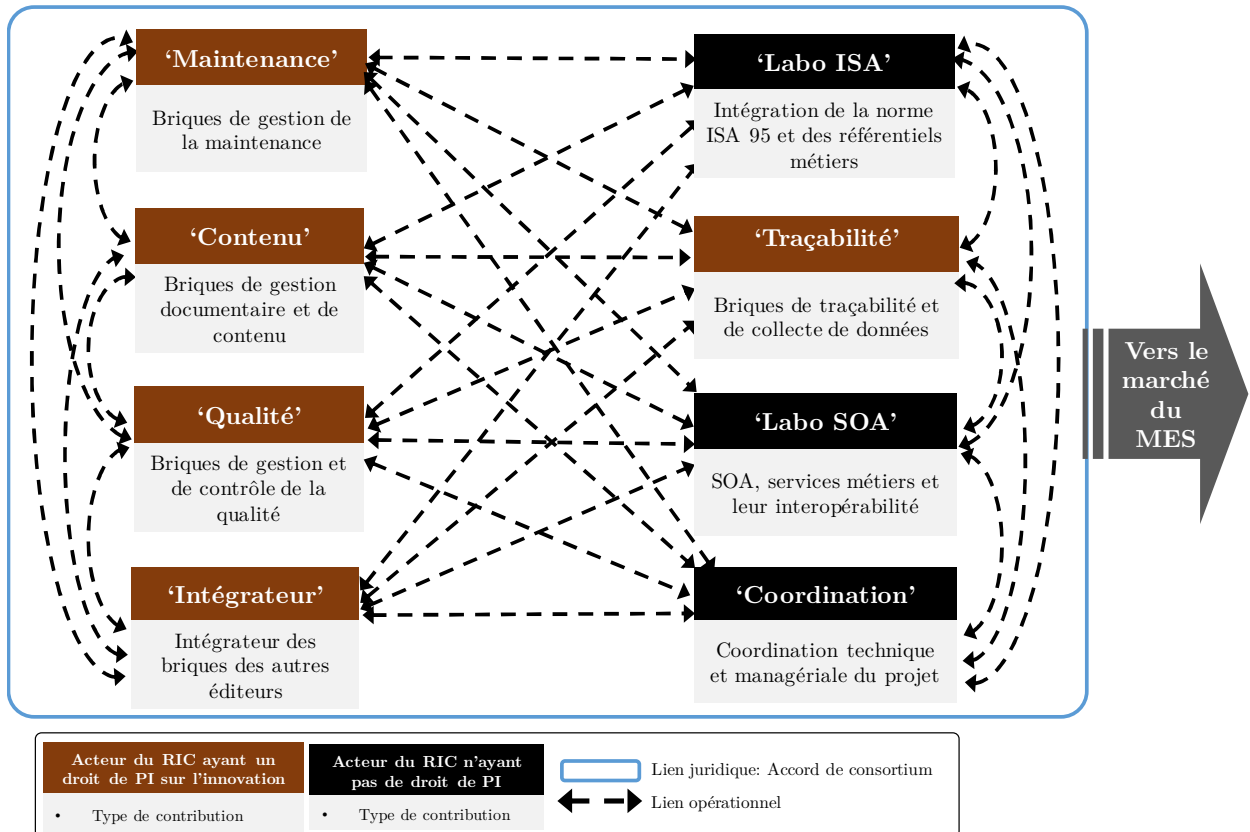 ‘Maintenance’
Briques de gestion de
la maintenance
‘Contenu’
Briques de gestion
documentaire et de
contenu
‘Qualité’
Briques de gestion et
de contrôle de la
qualité
‘Intégrateur’
Intégrateur des
briques des autres
éditeurs
‘Labo ISA’
Intégration de la norme
ISA 95 et des référentiels
métiers
‘Traçabilité’
Briques de traçabilité et
de collecte de données
‘Labo SOA’
SOA, services métiers et
leur interopérabilité
‘Coordination’
Coordination technique
et managériale du projet
Vers le
marché
du
MES
Acteur du RIC ayant un
droit de PI sur l'innovation
• Type de contribution
Acteur du RIC n'ayant
pas de droit de PI
• Type de contribution
Lien juridique: Accord de consortium
Lien opérationnel